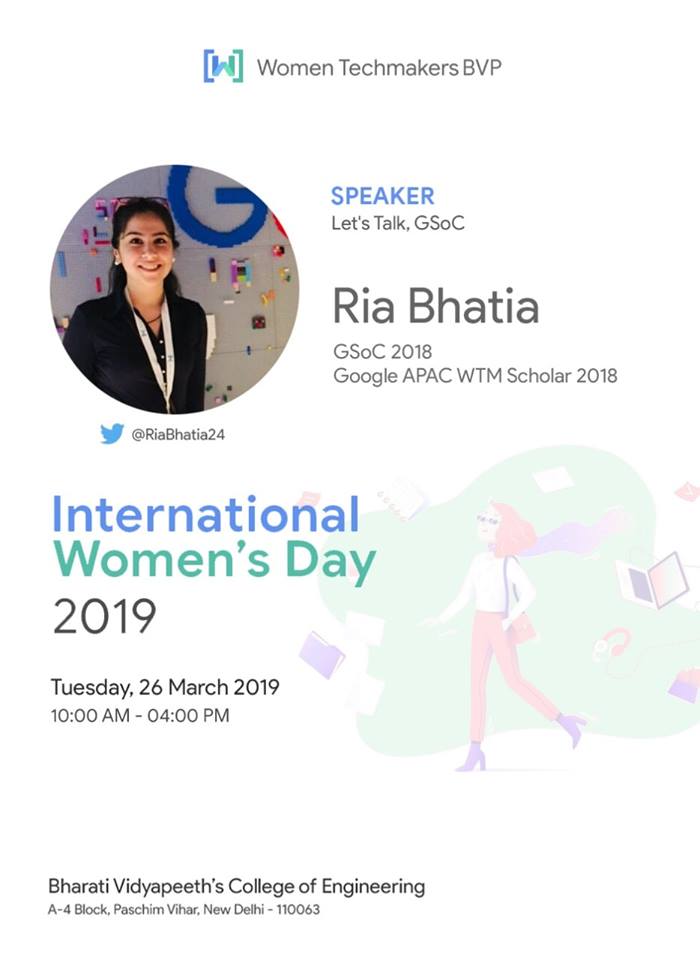 [W] Women Techmakers BVP
SPEAKER
Let's Talk, GSoC
Ria Bhatia
GSoC 2018
Google APAC WTM Scholar 2018
@RiaBhatia24
International
Women’s Day
2019
Tuesday, 26 March 2019
10:00 AM - 04:00 PM
Bharati Vidyapeeth’s College of Engineering
A-4 Block, Paschim Vihar, New Delhi - 110063